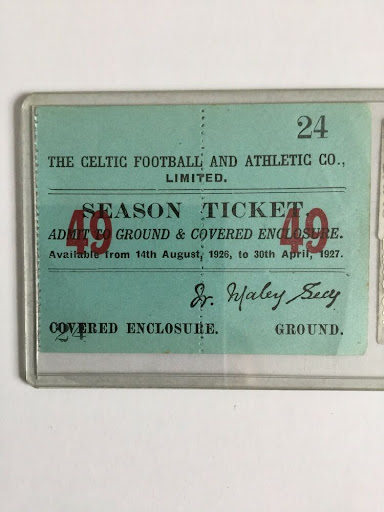 24
THE CELTIC FOOTBALL AND ATHLETIC CO.,
LIMITED.
SEASON TICKET
49 49
ADMIT TO GROUND & COVERED ENCLOSURE.
Available from 14th August, 1926, to 30th April, 1927.
W. Maley Secy
COVERED ENCLOSURE. GROUND.
24